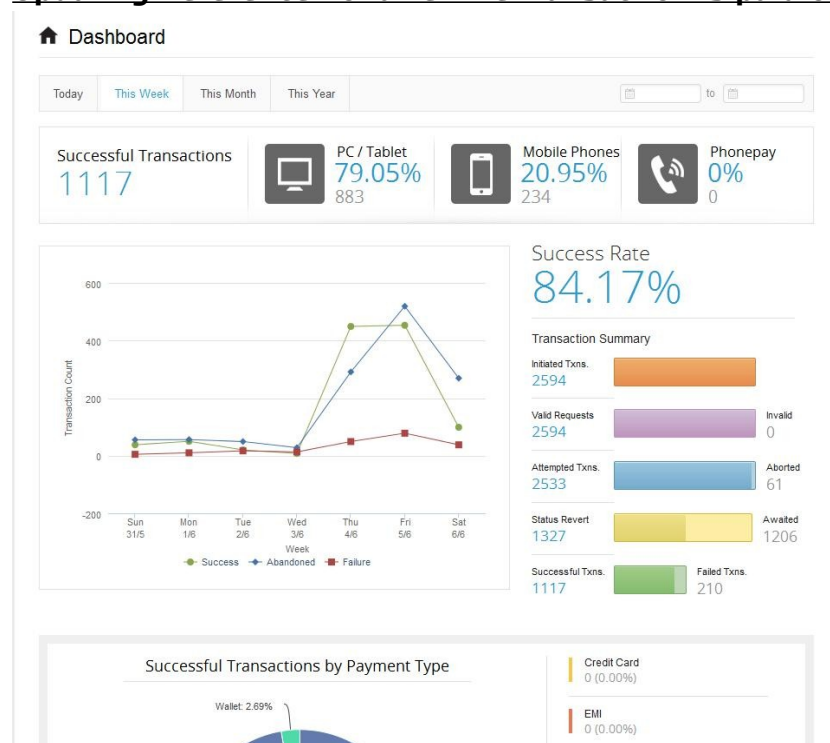 Dashboard
Today This Week This Month This Year to
Successful Transactions
1117
PC / Tablet
79.05%
883
Mobile Phones
20.95%
234
Phonepay
0%
0
600
400
200
0
-200
Transaction Count
Sun Mon Tue Wed Thu Fri Sat
31/5 1/6 2/6 3/6 4/6 5/6 6/6
Week
Success Abandoned Failure
Success Rate
84.17%
Transaction Summary
Initiated Txns.
2594
Valid Requests
2594
Invalid
0
Attempted Txns.
2533
Aborted
61
Status Revert
1327
Awaited
1206
Successful Txns.
1117
Failed Txns.
210
Successful Transactions by Payment Type
Wallet: 2.69%
Credit Card
0 (0.00%)
EMI
0 (0.00%)